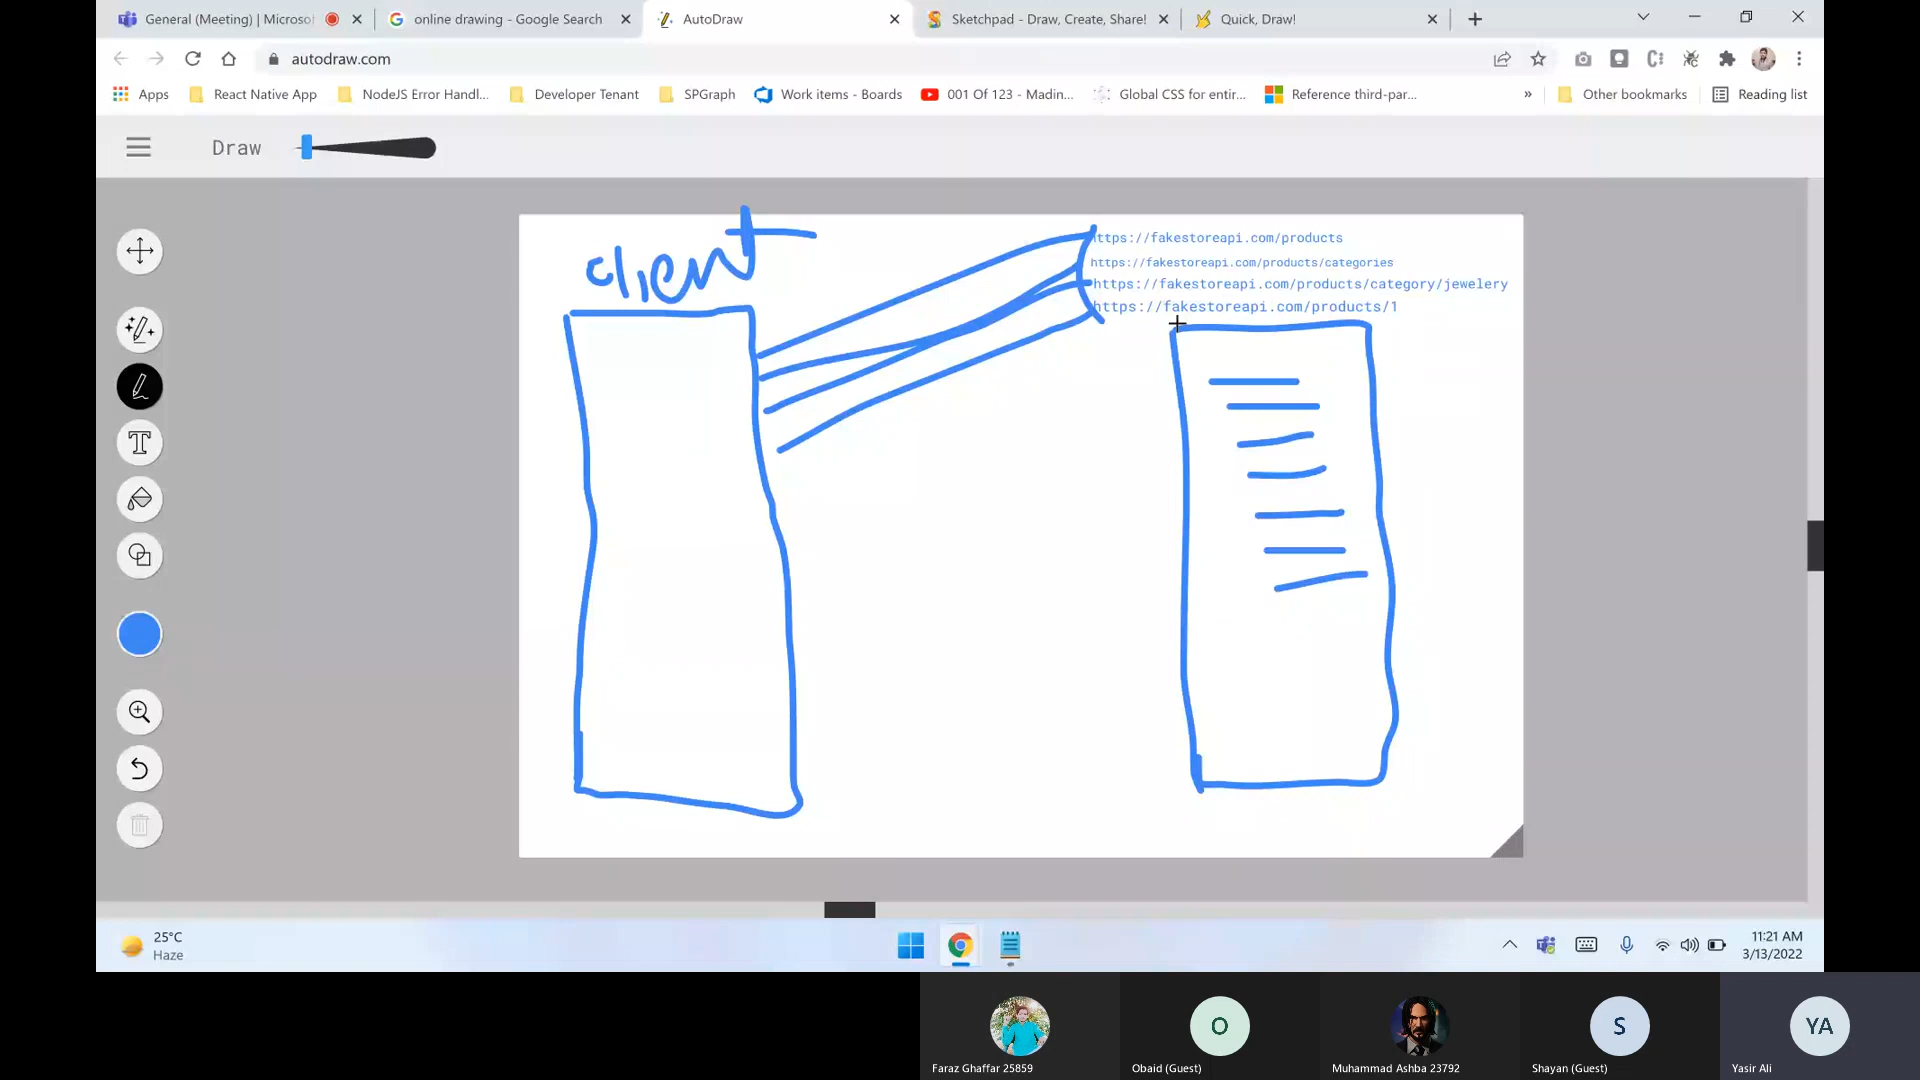 General (Meeting) | Microsof
online drawing - Google Search
AutoDraw
Sketchpad - Draw, Create, Share!
Quick, Draw!
autodraw.com
Apps
React Native App
NodeJS Error Handl...
Developer Tenant
SPGraph
Work items - Boards
001 Of 123 - Madin...
Global CSS for entir...
Reference third-par...
»
Other bookmarks
Reading list
Draw
client
https://fakestoreapi.com/products
https://fakestoreapi.com/products/categories
https://fakestoreapi.com/products/category/jewelery
https://fakestoreapi.com/products/1
25°C
Haze
11:21 AM
3/13/2022
O
S
YA
Faraz Ghaffar 25859
Obaid (Guest)
Muhammad Ashba 23792
Shayan (Guest)
Yasir Ali